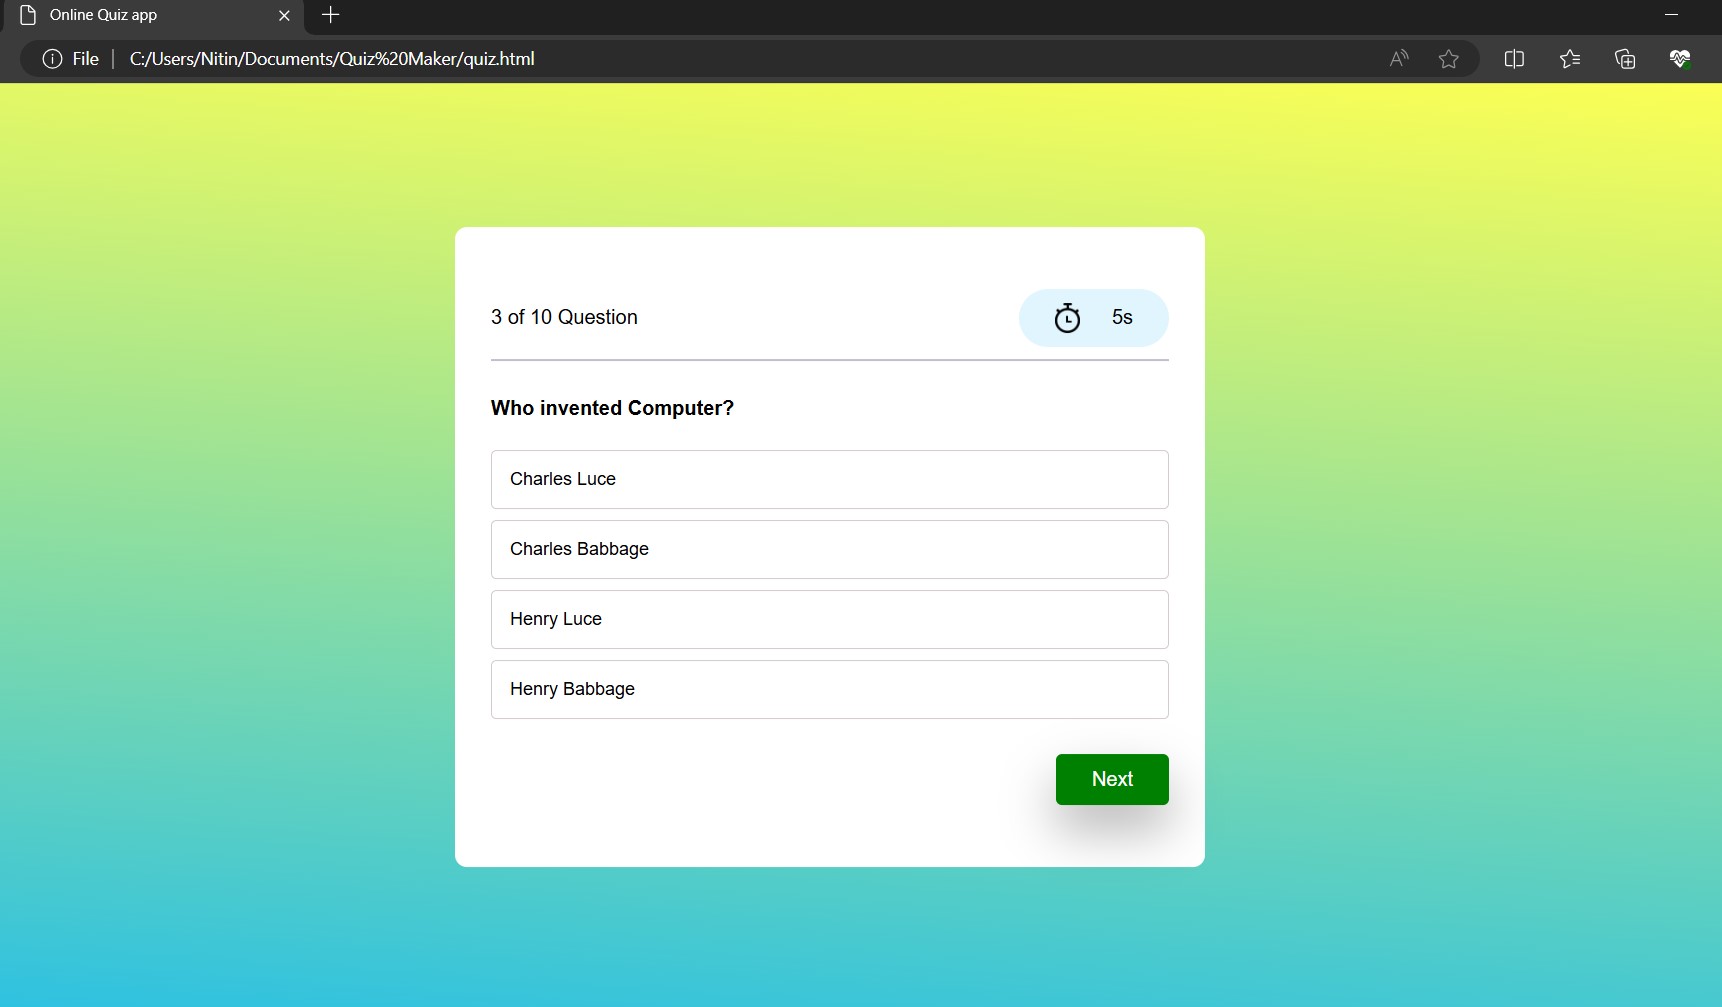 Online Quiz app
File
C:/Users/Nitin/Documents/Quiz%20Maker/quiz.html
3 of 10 Question
5s
Who invented Computer?
Charles Luce
Charles Babbage
Henry Luce
Henry Babbage
Next